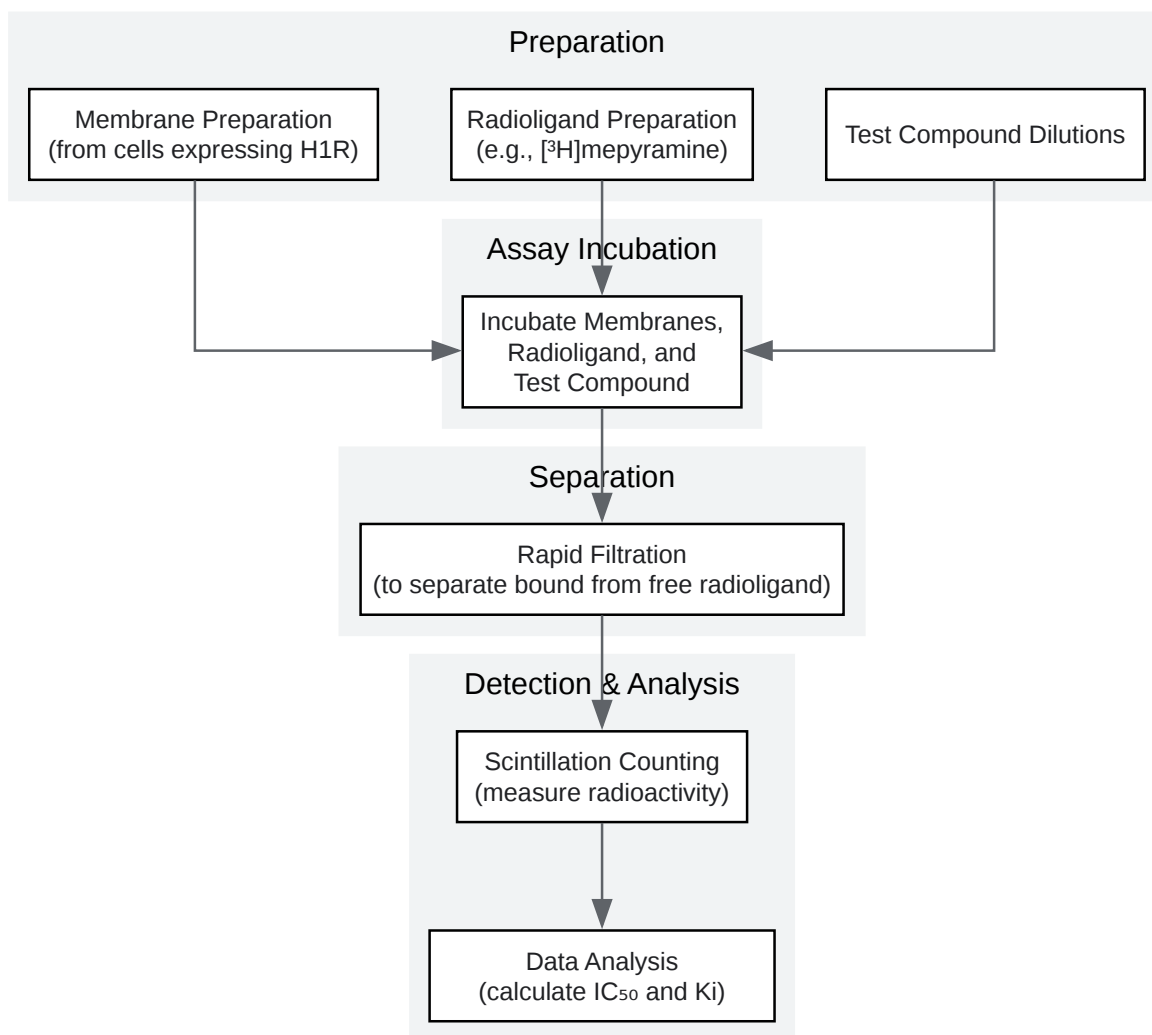 Preparation
Membrane Preparation
(from cells expressing H1R)
Radioligand Preparation
(e.g., [³H]mepyramine)
Test Compound Dilutions
Assay Incubation
Incubate Membranes,
Radioligand, and
Test Compound
Separation
Rapid Filtration
(to separate bound from free radioligand)
Detection & Analysis
Scintillation Counting
(measure radioactivity)
Data Analysis
(calculate IC₅₀ and Ki)